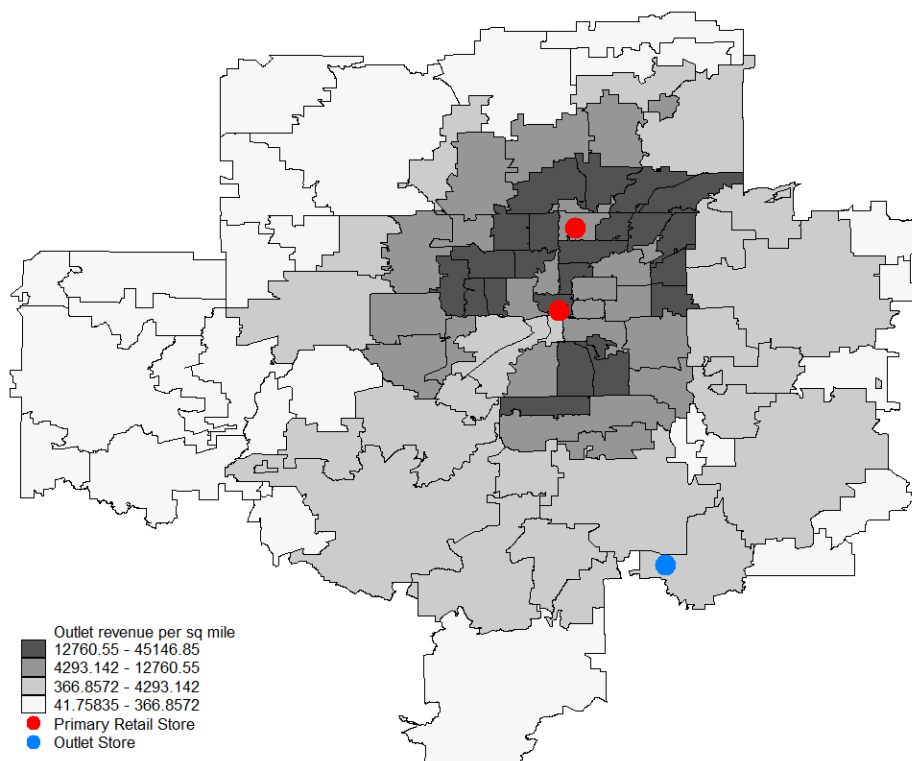 Outlet revenue per sq mile
12760.55 - 45146.85
4293.142 - 12760.55
366.8572 - 4293.142
41.75835 - 366.8572
Primary Retail Store
Outlet Store